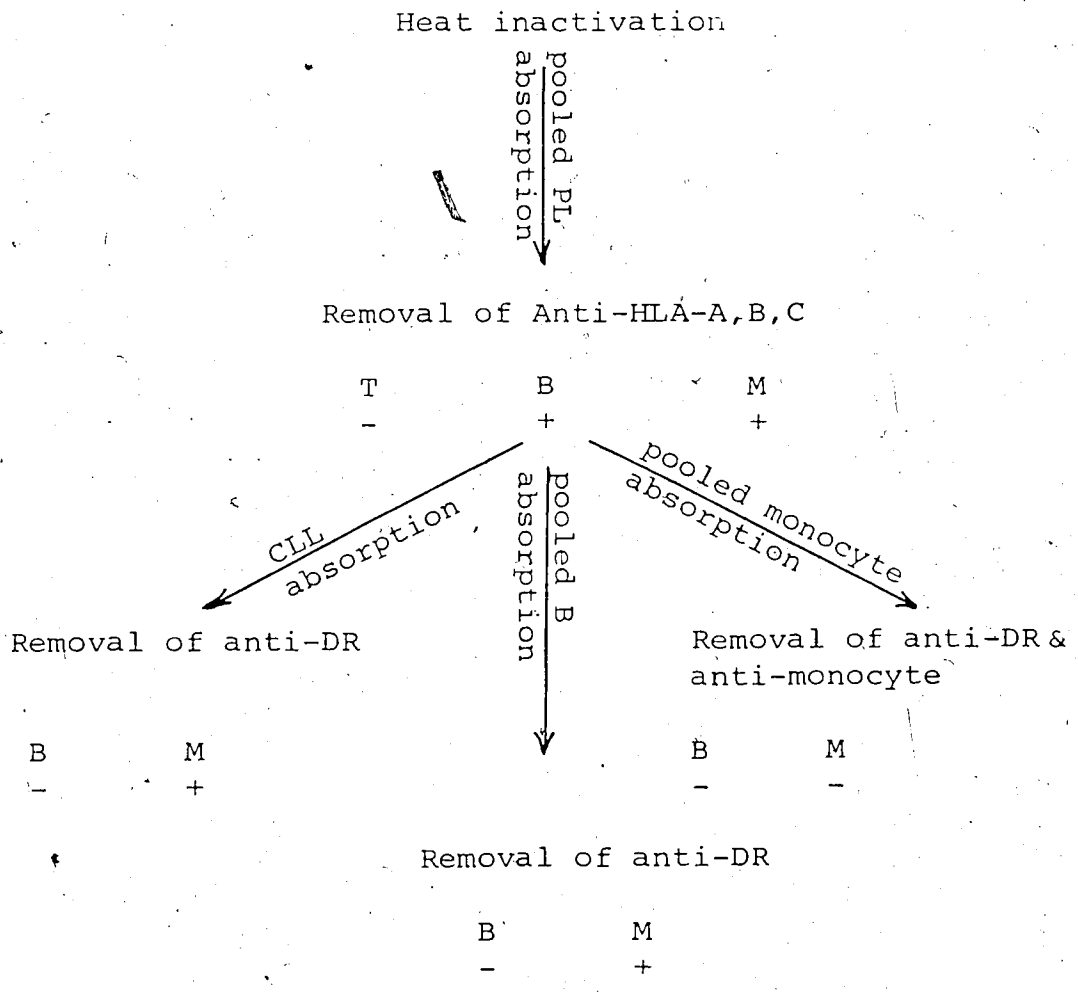 Heat inactivation
pooled PL
absorption
Removal of Anti-HLA-A,B,C
T B M
- + +
CLL
absorption
pooled B
absorption
pooled monocyte
absorption
Removal of anti-DR
Removal of anti-DR &
anti-monocyte
B M
- +
B M
- -
Removal of anti-DR
B M
- +